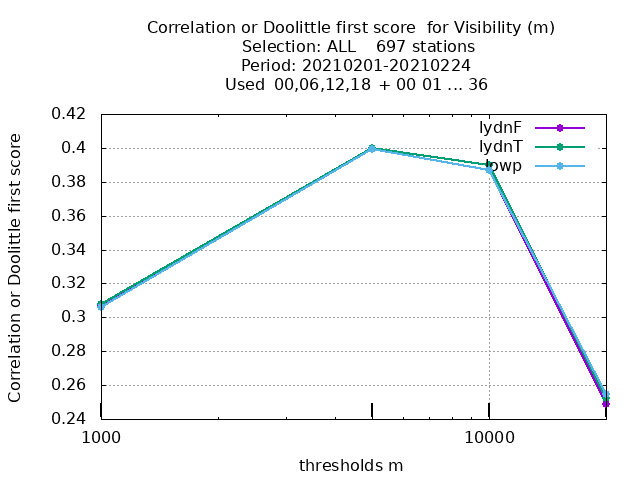 Correlation or Doolittle first score  for Visibility (m)
Selection: ALL    697 stations
Period: 20210201-20210224
Used  00,06,12,18  + 00 01 ... 36
Correlation or Doolittle first score
0.42
0.4
0.38
0.36
0.34
0.32
0.3
0.28
0.26
0.24
lydnF
lydnT
lowp
1000
10000
thresholds m